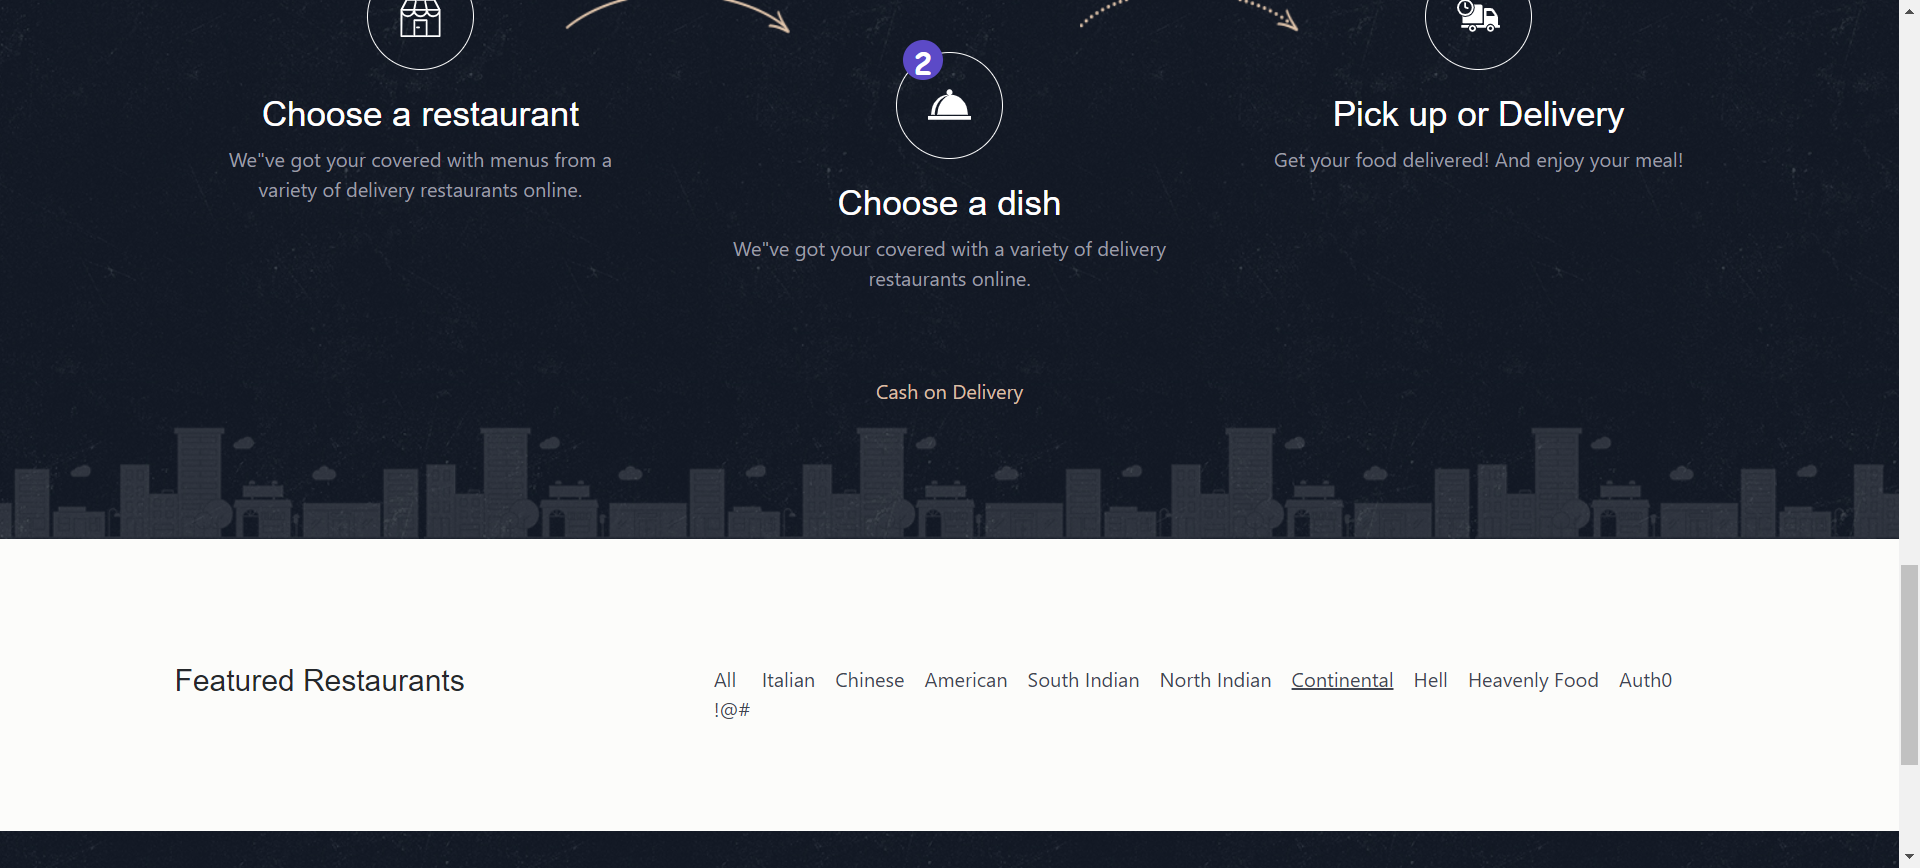 2
Choose a restaurant
We"ve got your covered with menus from a
variety of delivery restaurants online.
Choose a dish
We"ve got your covered with a variety of delivery
restaurants online.
Pick up or Delivery
Get your food delivered! And enjoy your meal!
Cash on Delivery
Featured Restaurants
All Italian Chinese American South Indian North Indian Continental Hell Heavenly Food Auth0
!@#